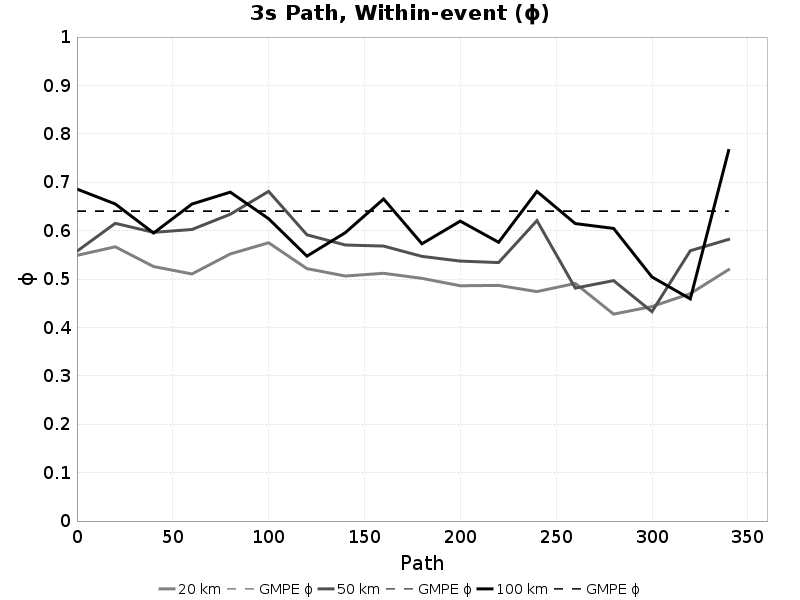 3s Path, Within-event (ϕ)
1
0.9
0.8
0.7
0.6
0.5
0.4
0.3
0.2
0.1
0
ϕ
0 50 100 150 200 250 300 350
Path
20 km GMPE ϕ 50 km GMPE ϕ 100 km GMPE ϕ